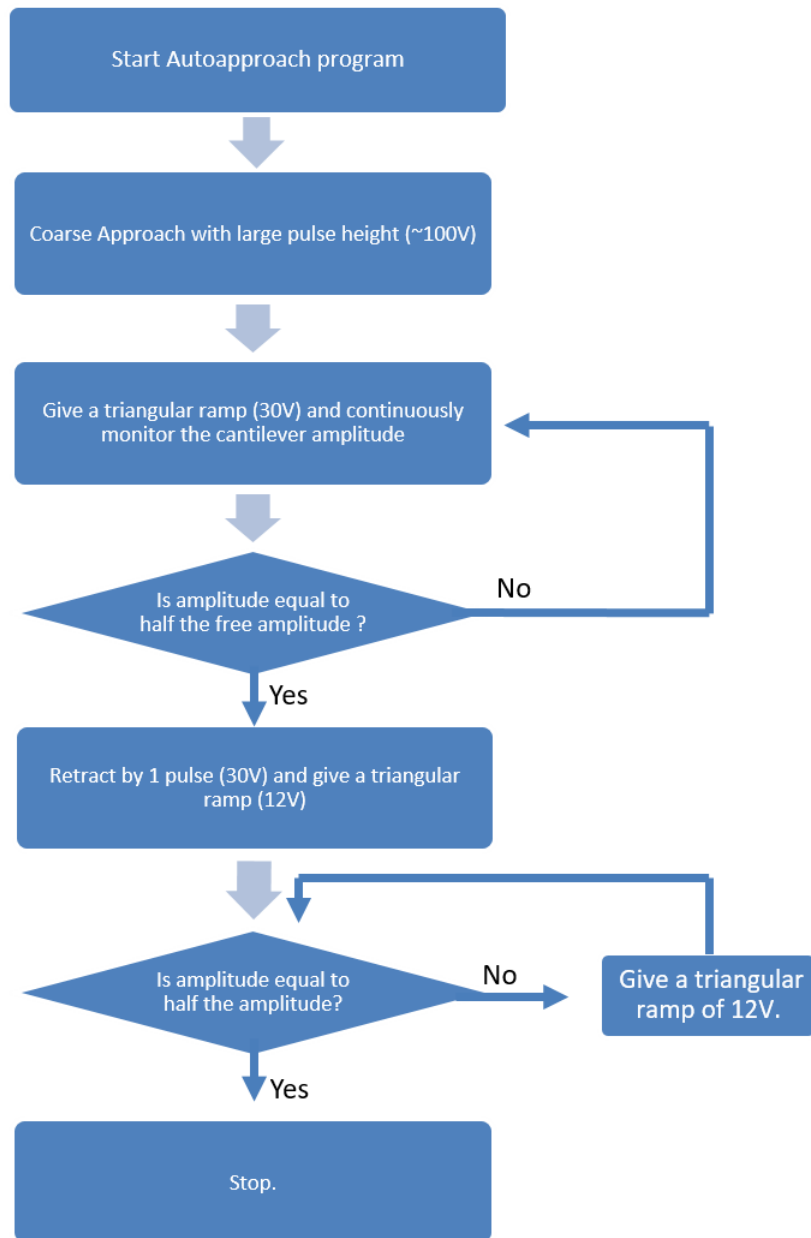 Start Autoapproach program
Coarse Approach with large pulse height (~100V)
Give a triangular ramp (30V) and continuously
monitor the cantilever amplitude
Is amplitude equal to
half the free amplitude ?
No
Yes
Retract by 1 pulse (30V) and give a triangular
ramp (12V)
Is amplitude equal to
half the amplitude?
No
Give a triangular
ramp of 12V.
Yes
Stop.